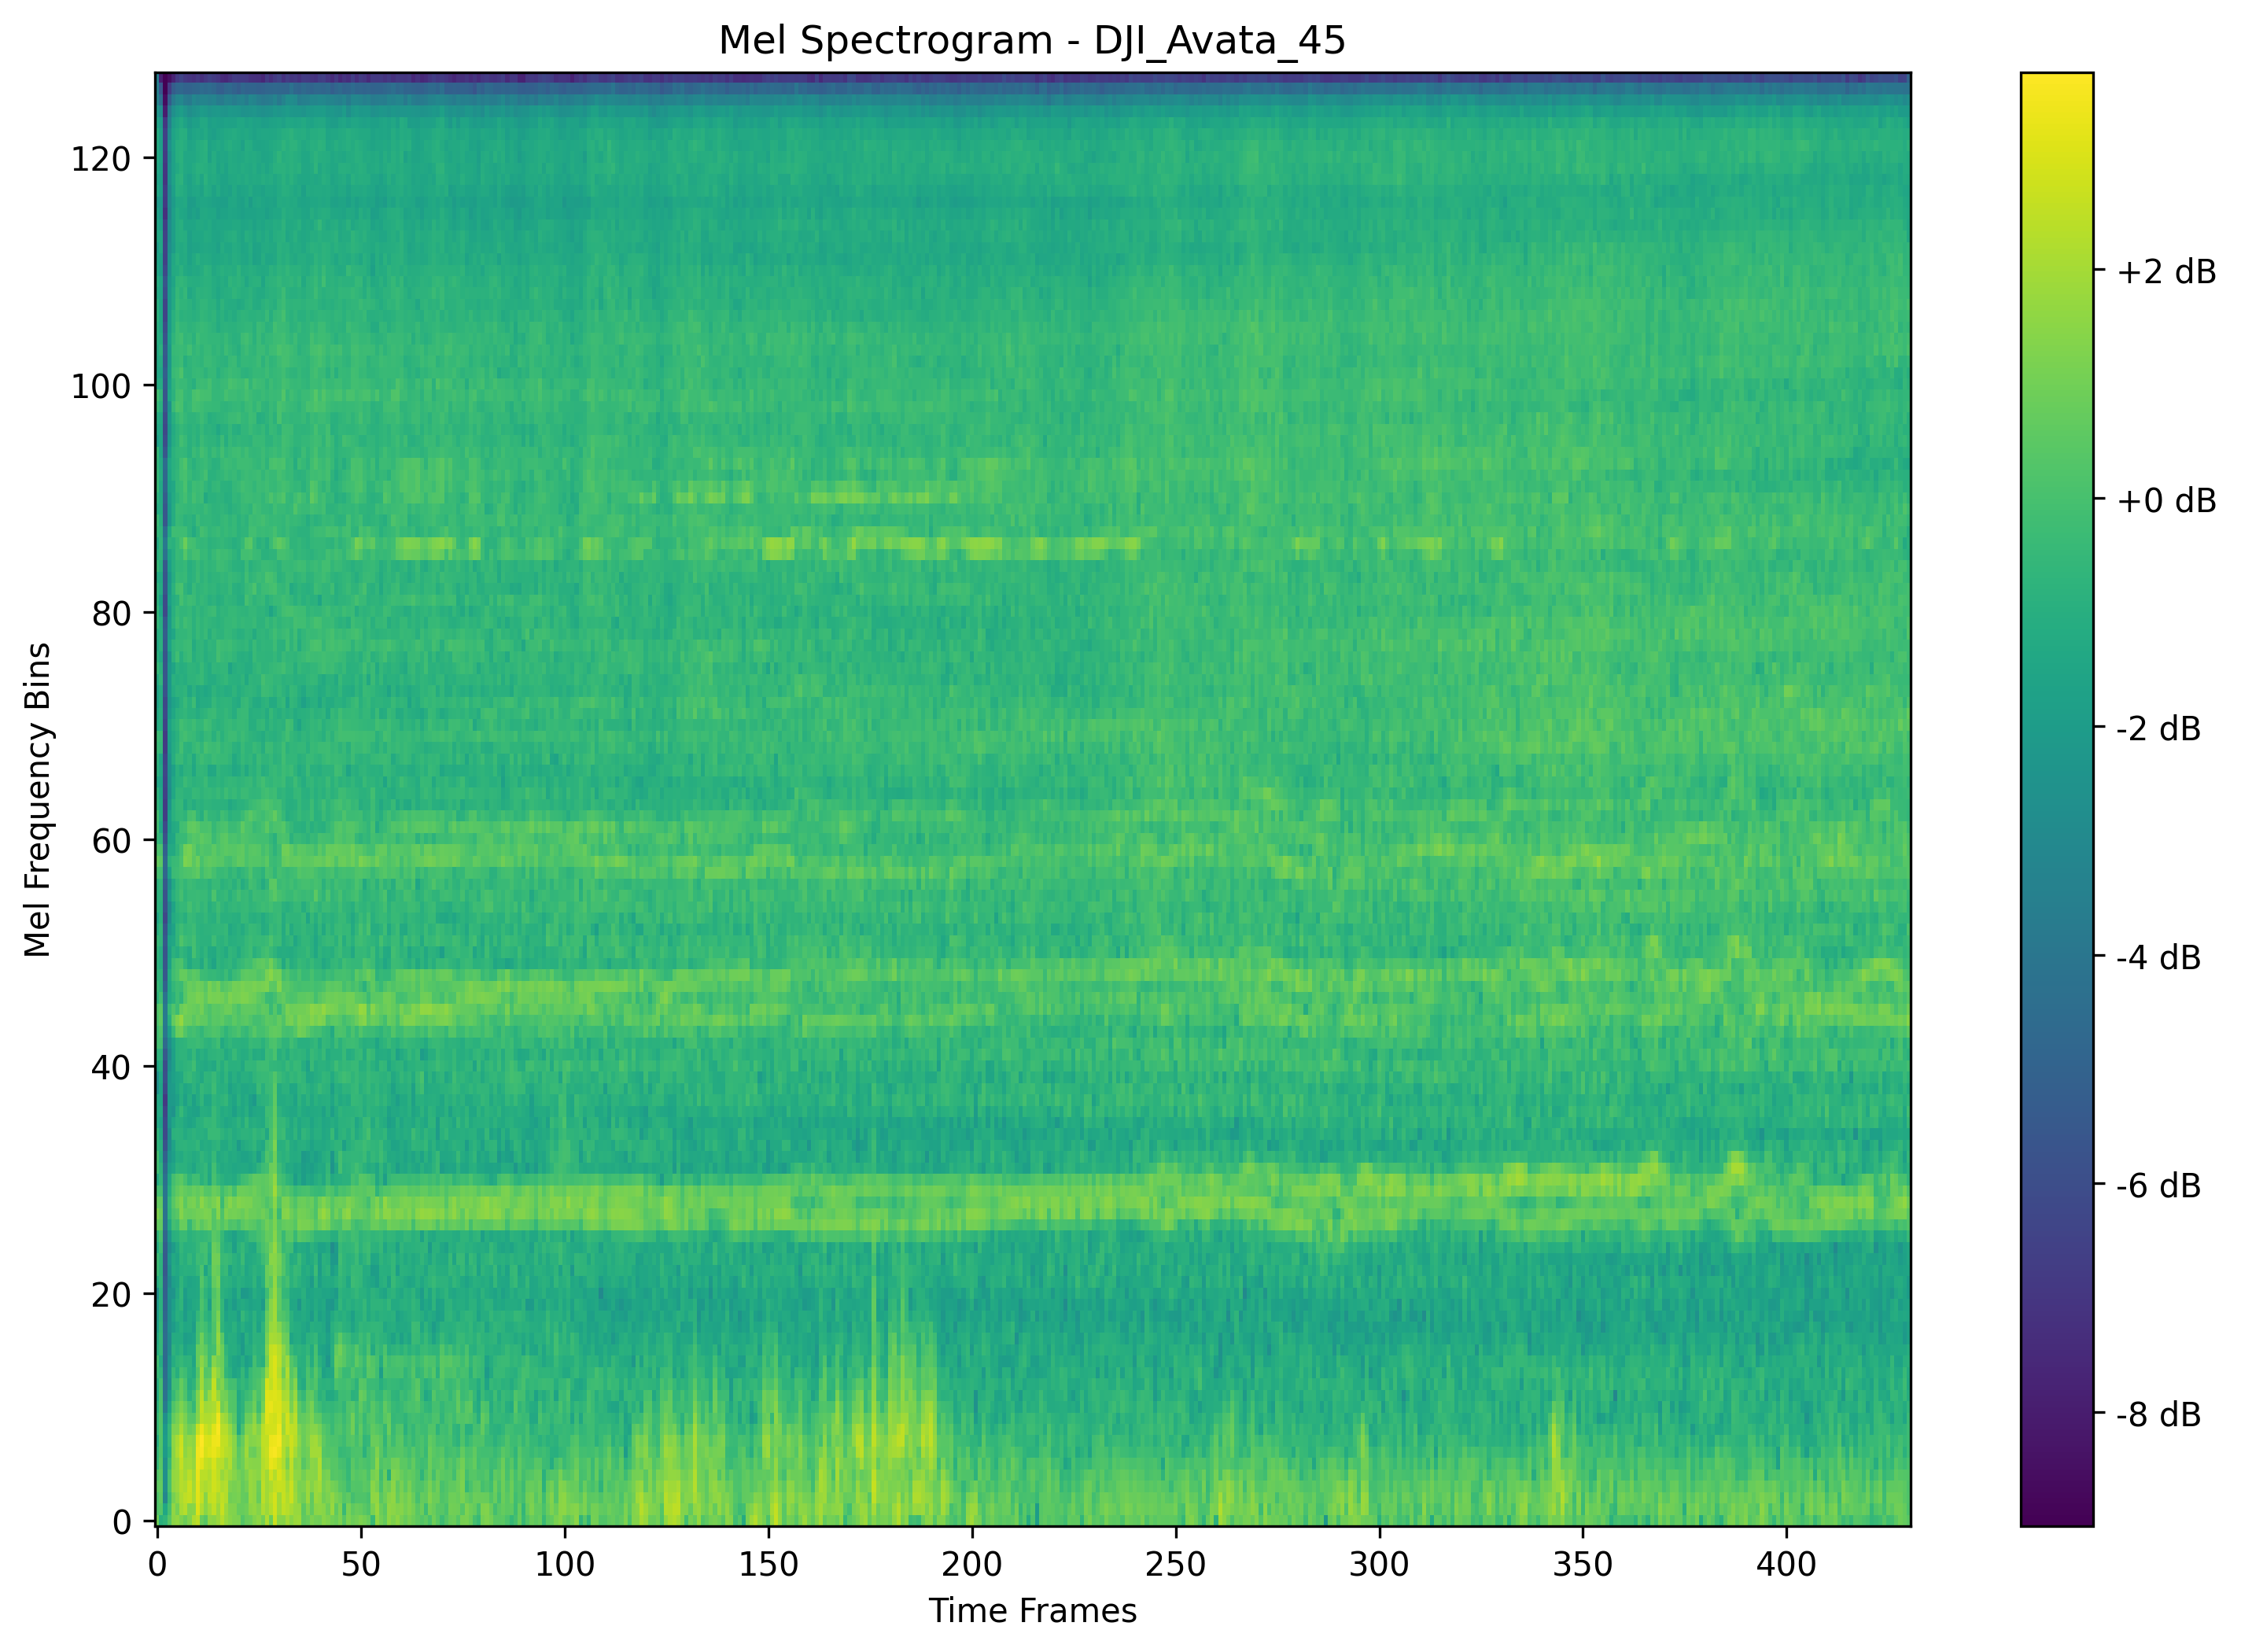 Mel Spectrogram - DJI_Avata_45
Mel Frequency Bins
120
100
80
60
40
20
0
0 50 100 150 200 250 300 350 400
Time Frames
+2 dB
+0 dB
-2 dB
-4 dB
-6 dB
-8 dB